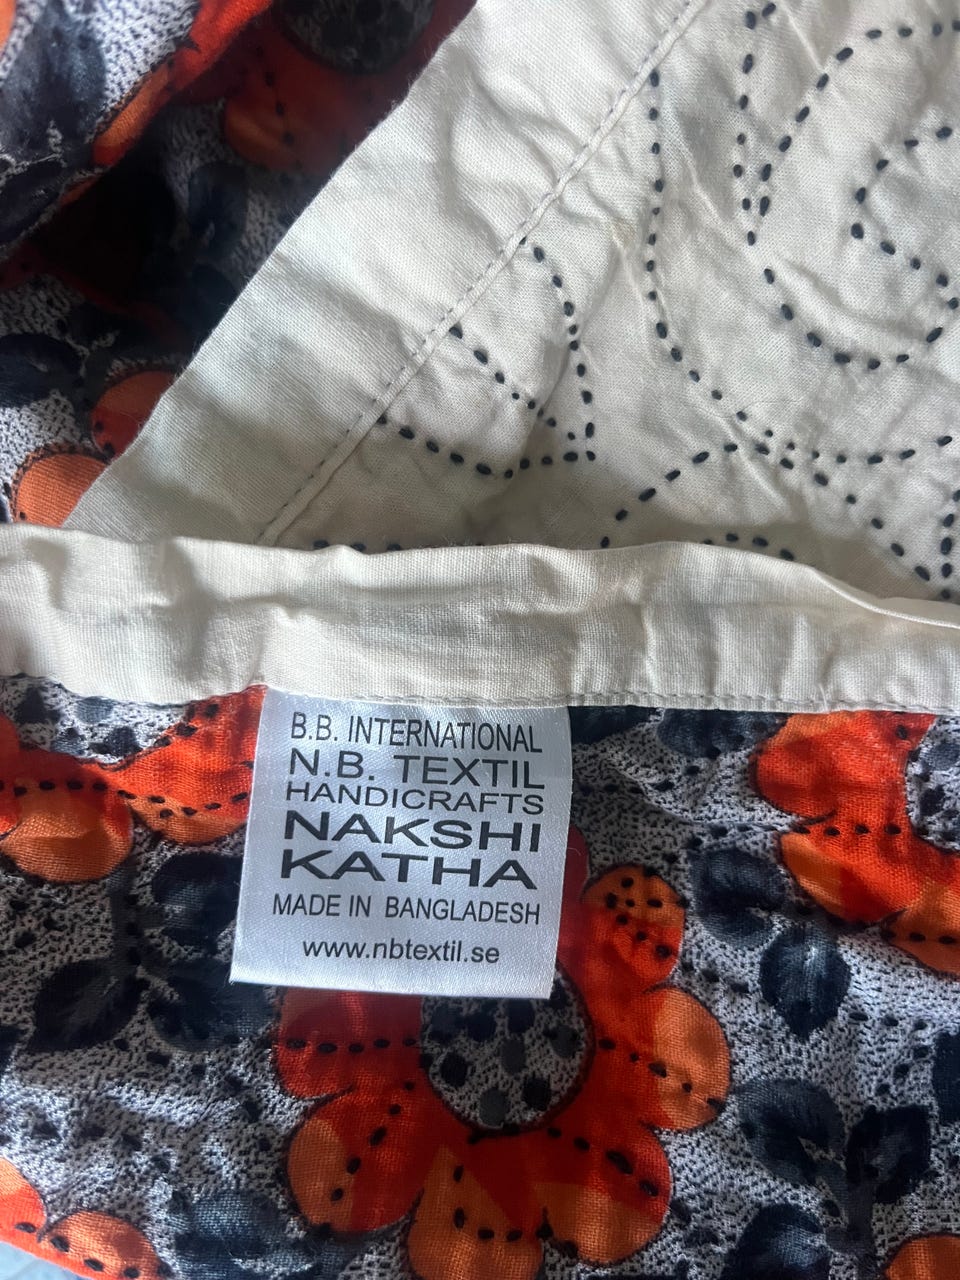 B.B. INTERNATIONAL
N.B. TEXTIL
HANDICRAFTS
NAKSHI
KATHA
MADE IN BANGLADESH
www.nbtextil.se